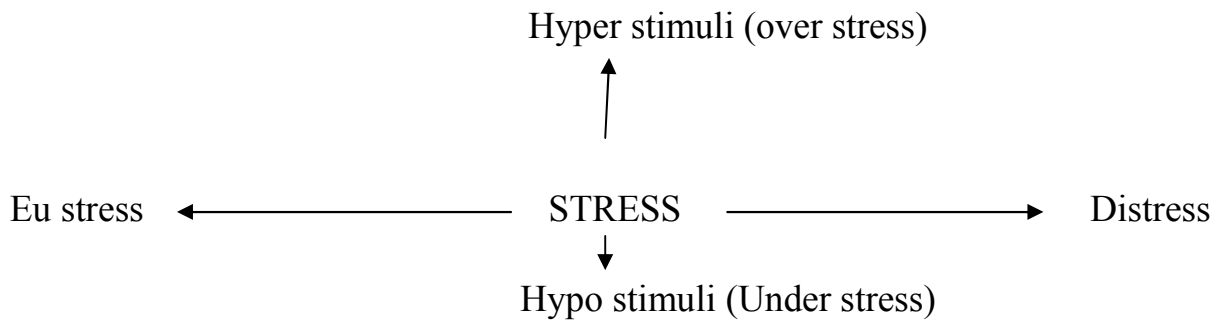 Hyper stimuli (over stress)
Eu stress STRESS Distress
Hypo stimuli (Under stress)